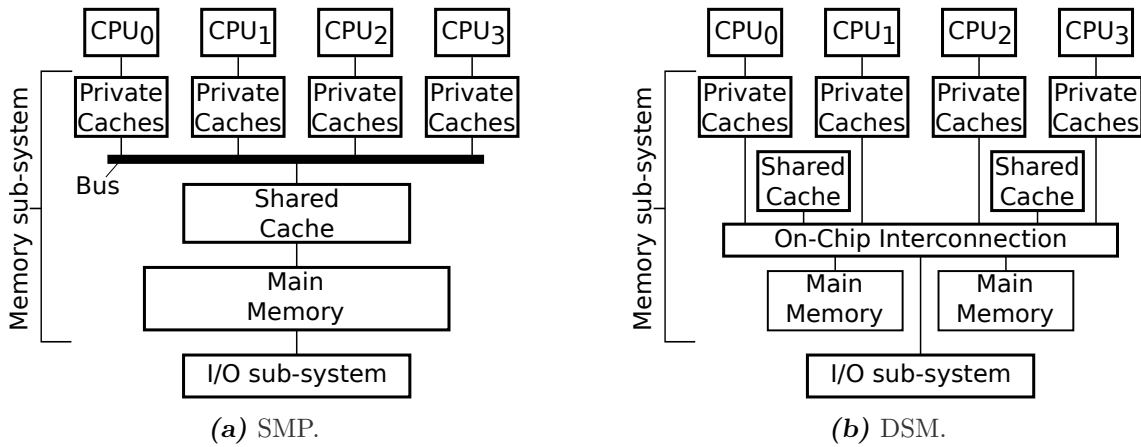 CPU0 CPU1 CPU2 CPU3
Private Private Private Private
Caches Caches Caches Caches
Memory sub-system
Bus
Shared
Cache
Main
Memory
I/O sub-system
(a) SMP.
CPU0 CPU1 CPU2 CPU3
Private Private Private Private
Caches Caches Caches Caches
Memory sub-system
Shared Shared
Cache Cache
On-Chip Interconnection
Main Main
Memory Memory
I/O sub-system
(b) DSM.